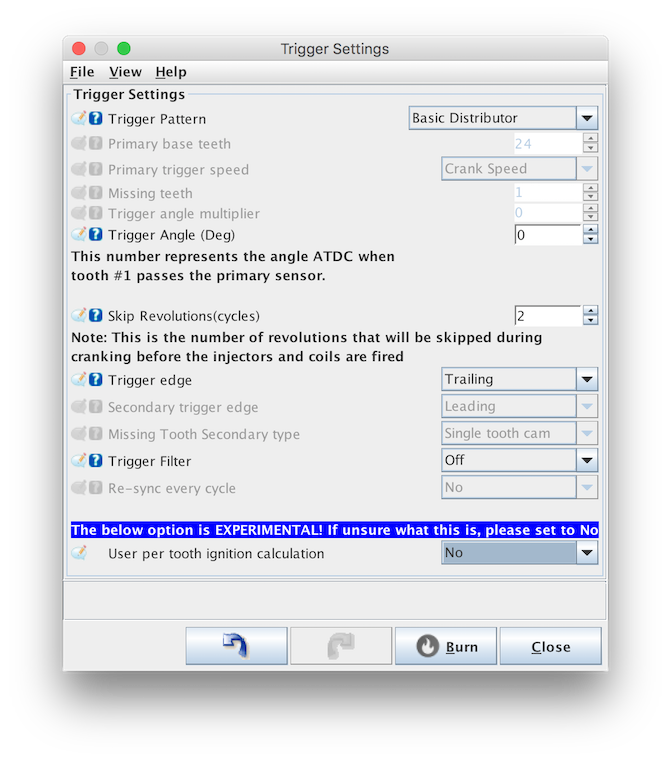 Trigger Settings
File View Help
Trigger Settings
Trigger Pattern Basic Distributor
Primary base teeth 24
Primary trigger speed Crank Speed
Missing teeth 1
Trigger angle multiplier 0
Trigger Angle (Deg) 0
This number represents the angle ATDC when
tooth #1 passes the primary sensor.
Skip Revolutions(cycles) 2
Note: This is the number of revolutions that will be skipped during
cranking before the injectors and coils are fired
Trigger edge Trailing
Secondary trigger edge Leading
Missing Tooth Secondary type Single tooth cam
Trigger Filter Off
Re-sync every cycle No
The below option is EXPERIMENTAL! If unsure what this is, please set to No
User per tooth ignition calculation No
Burn Close